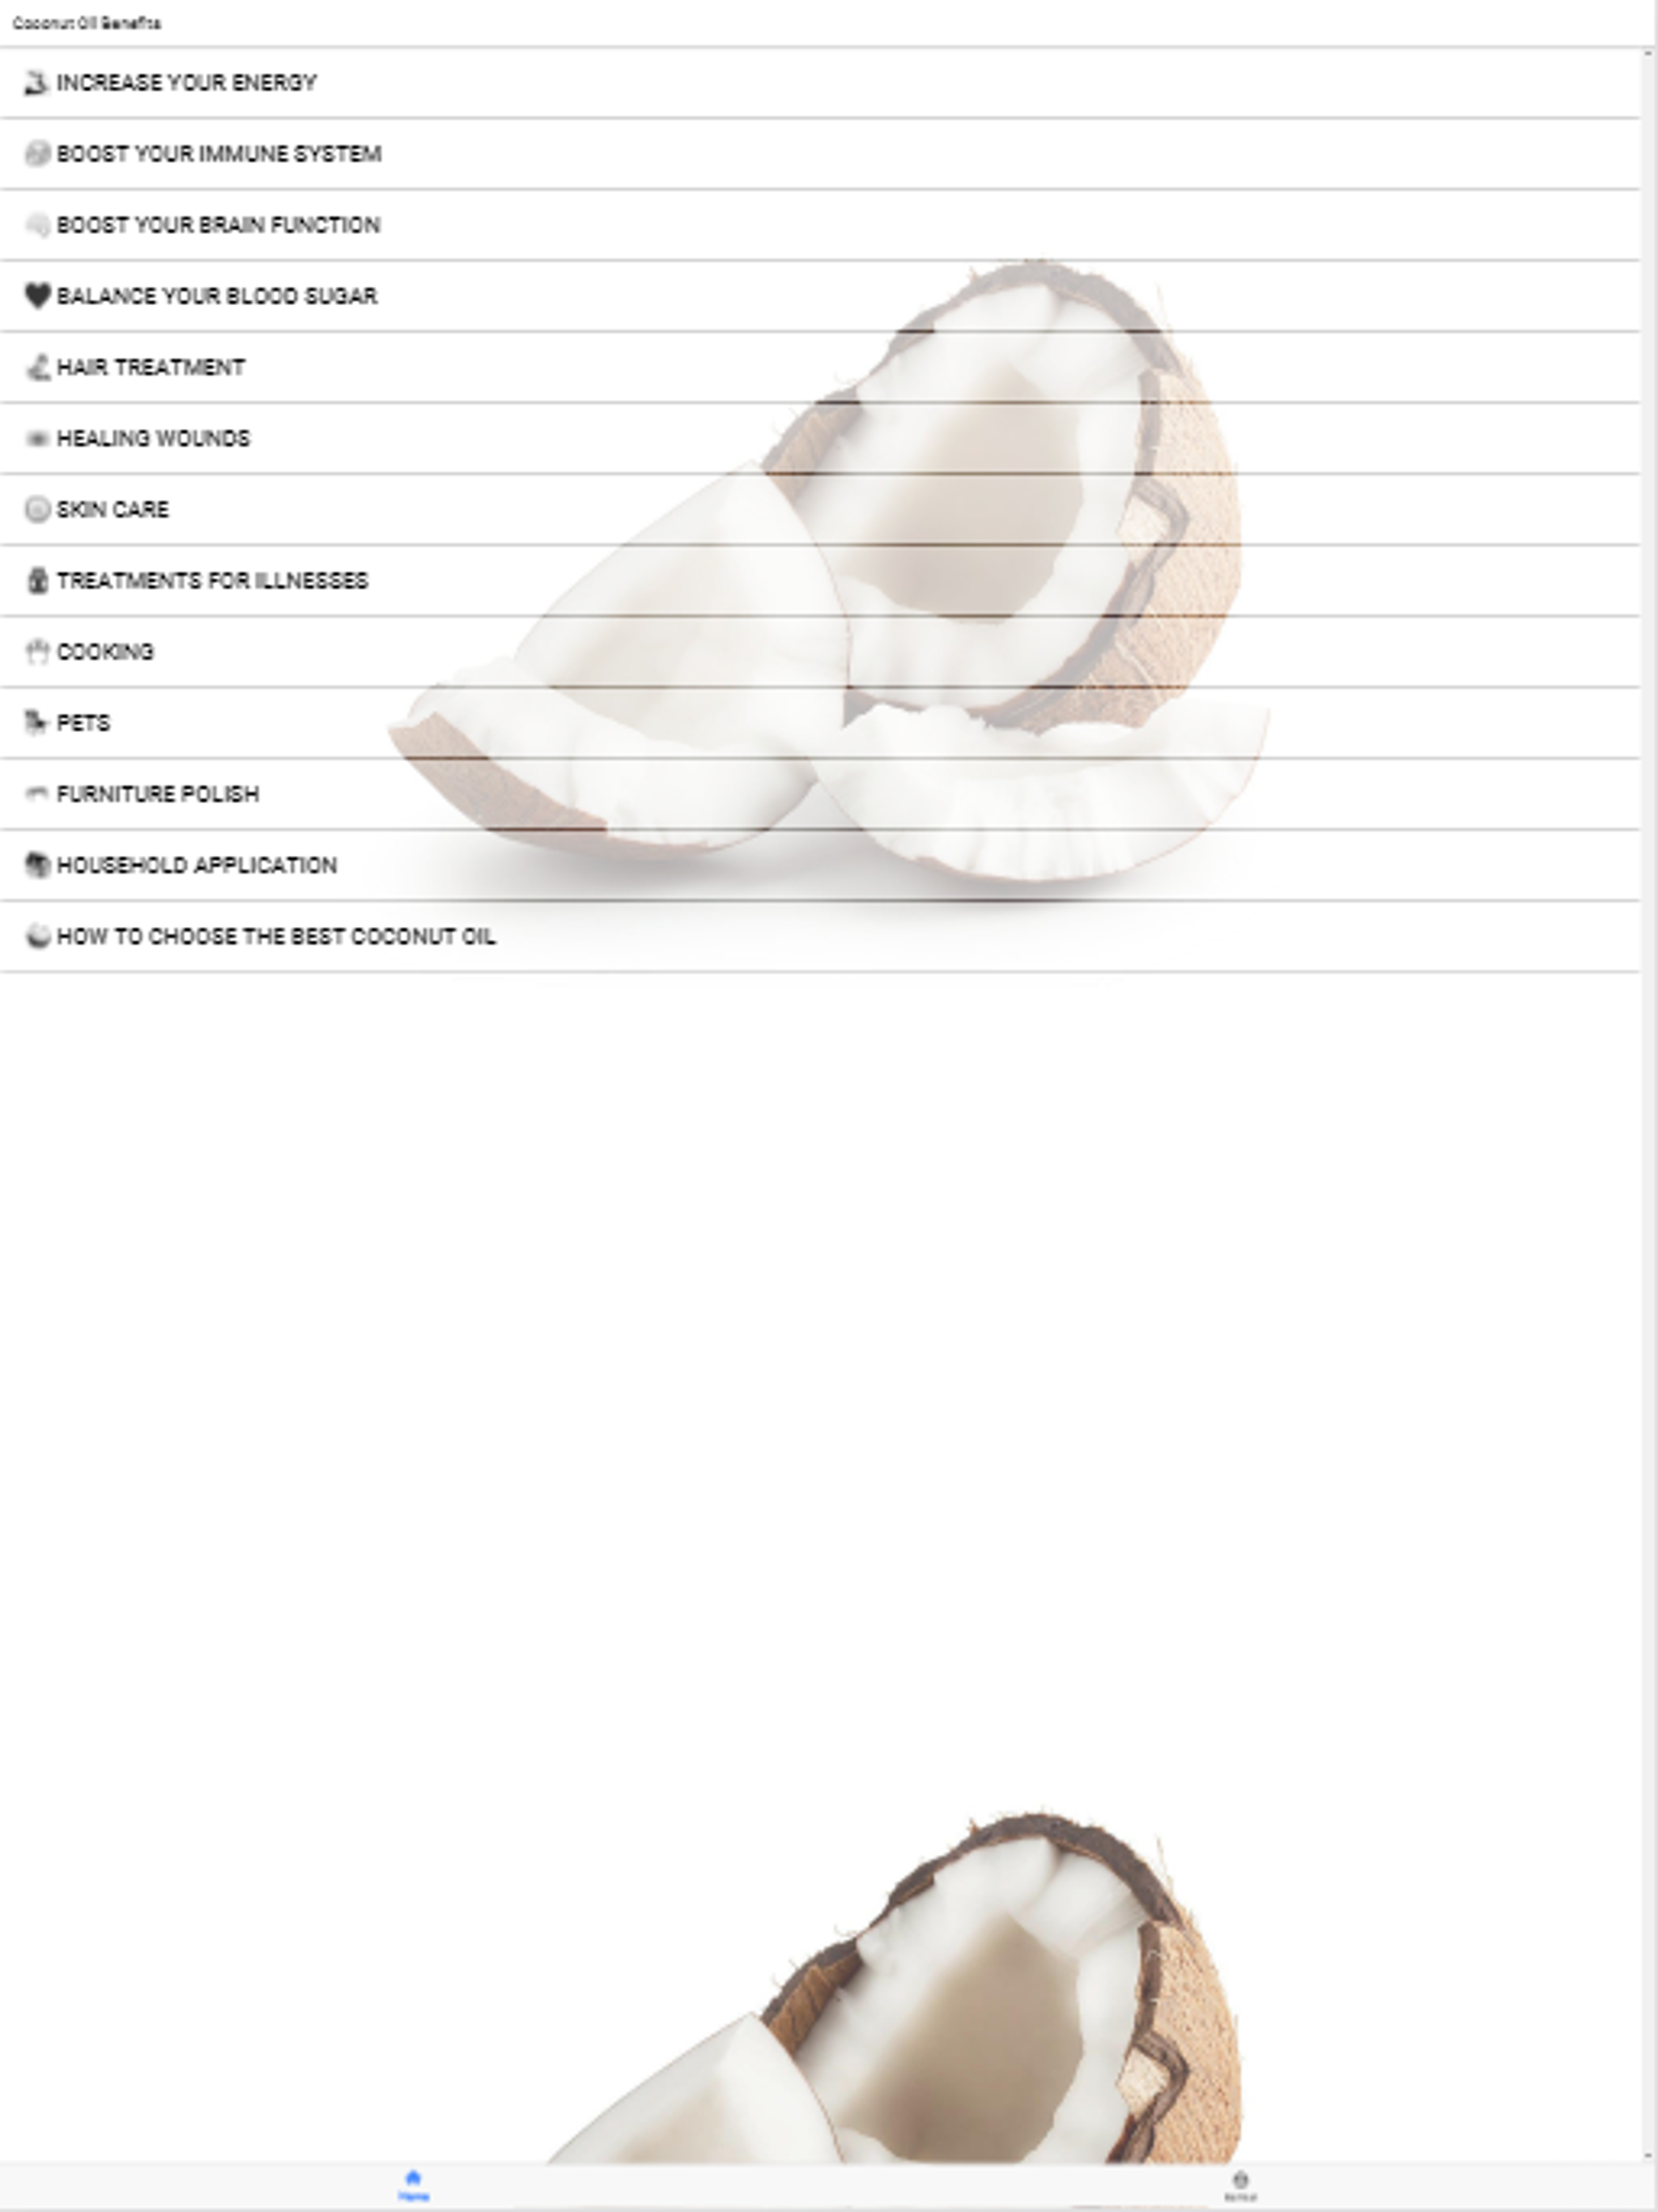 Coconut Oil Benefits
INCREASE YOUR ENERGY
BOOST YOUR IMMUNE SYSTEM
BOOST YOUR BRAIN FUNCTION
BALANCE YOUR BLOOD SUGAR
HAIR TREATMENT
HEALING WOUNDS
SKIN CARE
TREATMENTS FOR ILLNESSES
COOKING
PETS
FURNITURE POLISH
HOUSEHOLD APPLICATION
HOW TO CHOOSE THE BEST COCONUT OIL
Home